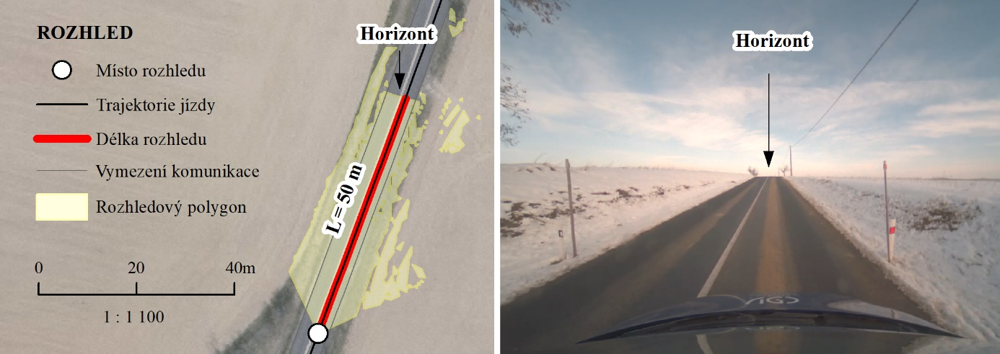 ROZHLED
Místo rozhledu
Trajektorie jízdy
Délka rozhledu
Vymezení komunikace
Rozhledový polygon
0 20 40m
1 : 1 100
Horizont
L = 50 m
Horizont